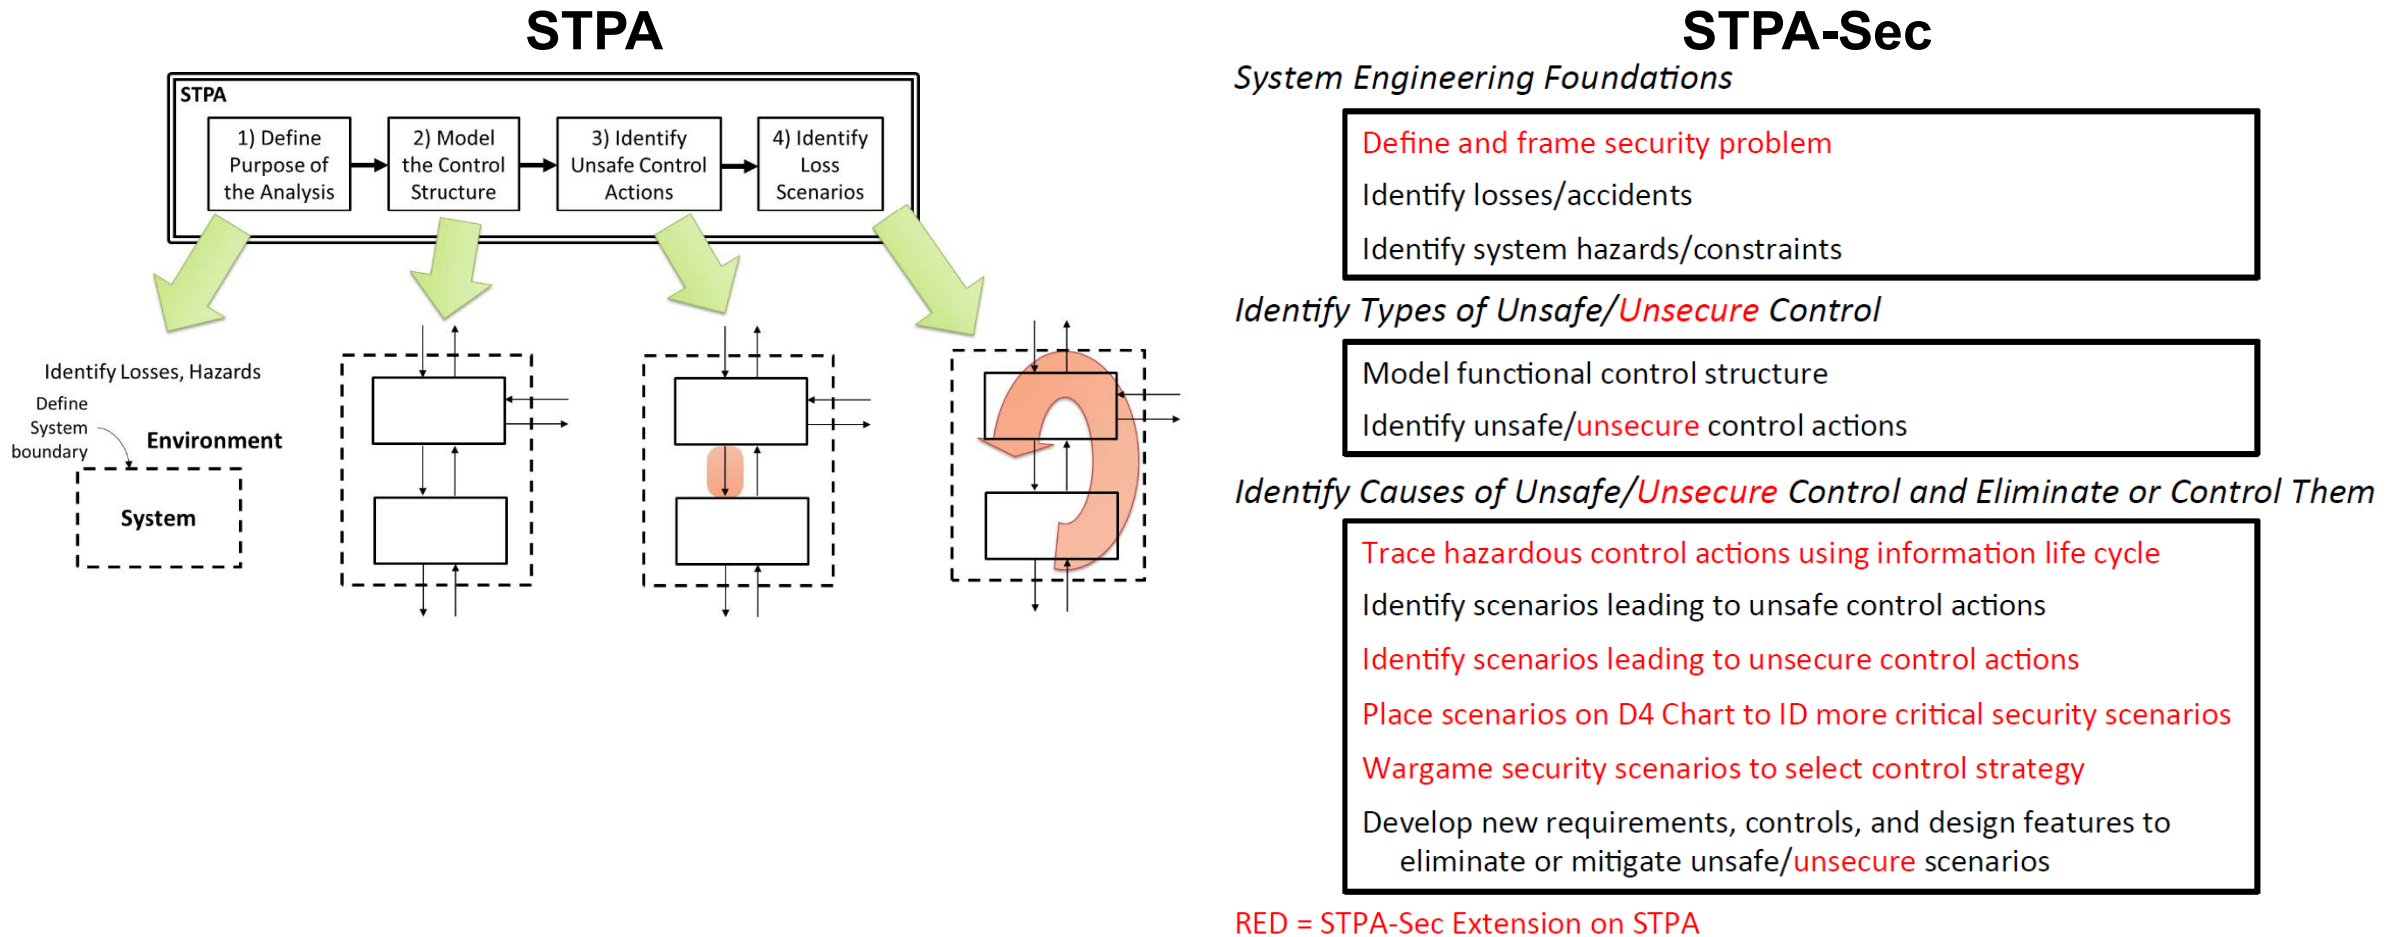 STPA
STPA
1) Define
Purpose of
the Analysis
2) Model
the Control
Structure
3) Identify
Unsafe Control
Actions
4) Identify
Loss
Scenarios
Identify Losses, Hazards
Define
System
boundary
Environment
System
STPA-Sec
System Engineering Foundations
Define and frame security problem
Identify losses/accidents
Identify system hazards/constraints
Identify Types of Unsafe/Unsecure Control
Model functional control structure
Identify unsafe/unsecure control actions
Identify Causes of Unsafe/Unsecure Control and Eliminate or Control Them
Trace hazardous control actions using information life cycle
Identify scenarios leading to unsafe control actions
Identify scenarios leading to unsecure control actions
Place scenarios on D4 Chart to ID more critical security scenarios
Wargame security scenarios to select control strategy
Develop new requirements, controls, and design features to
eliminate or mitigate unsafe/unsecure scenarios
RED = STPA-Sec Extension on STPA